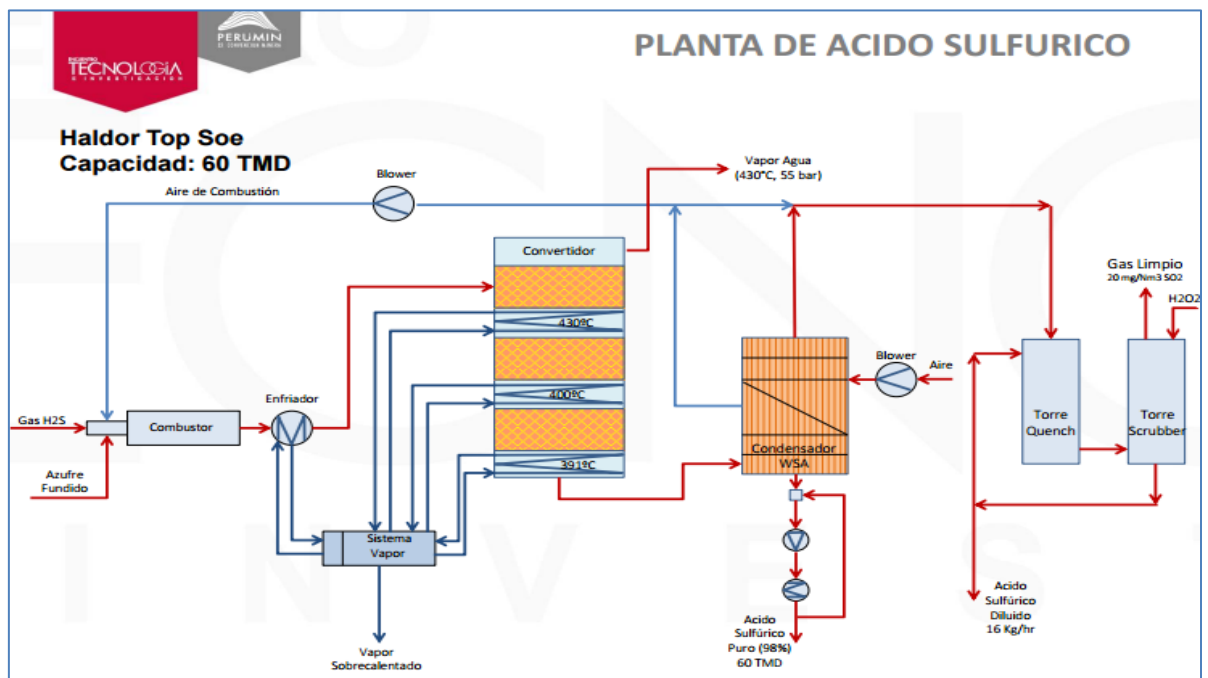 ENCUENTRO
TECNOLOGÍA
E INVESTIGACIÓN
PERUMIN
PLANTA DE ACIDO SULFURICO
Haldor Top Soe
Capacidad: 60 TMD
Aire de Combustión
Blower
Vapor Agua
(430°C, 55 bar)
Convertidor
430ºC
400ºC
391ºC
Gas Limpio
20 mg/Nm3 SO2
H2O2
Blower
Aire
Enfriador
Gas H2S
Combustor
Azufre
Fundido
Condensador
WSA
Torre
Quench
Torre
Scrubber
Sistema
Vapor
Vapor
Sobrecalentado
Acido
Sulfúrico
Puro (98%)
60 TMD
Acido
Sulfúrico
Diluido
16 Kg/hr